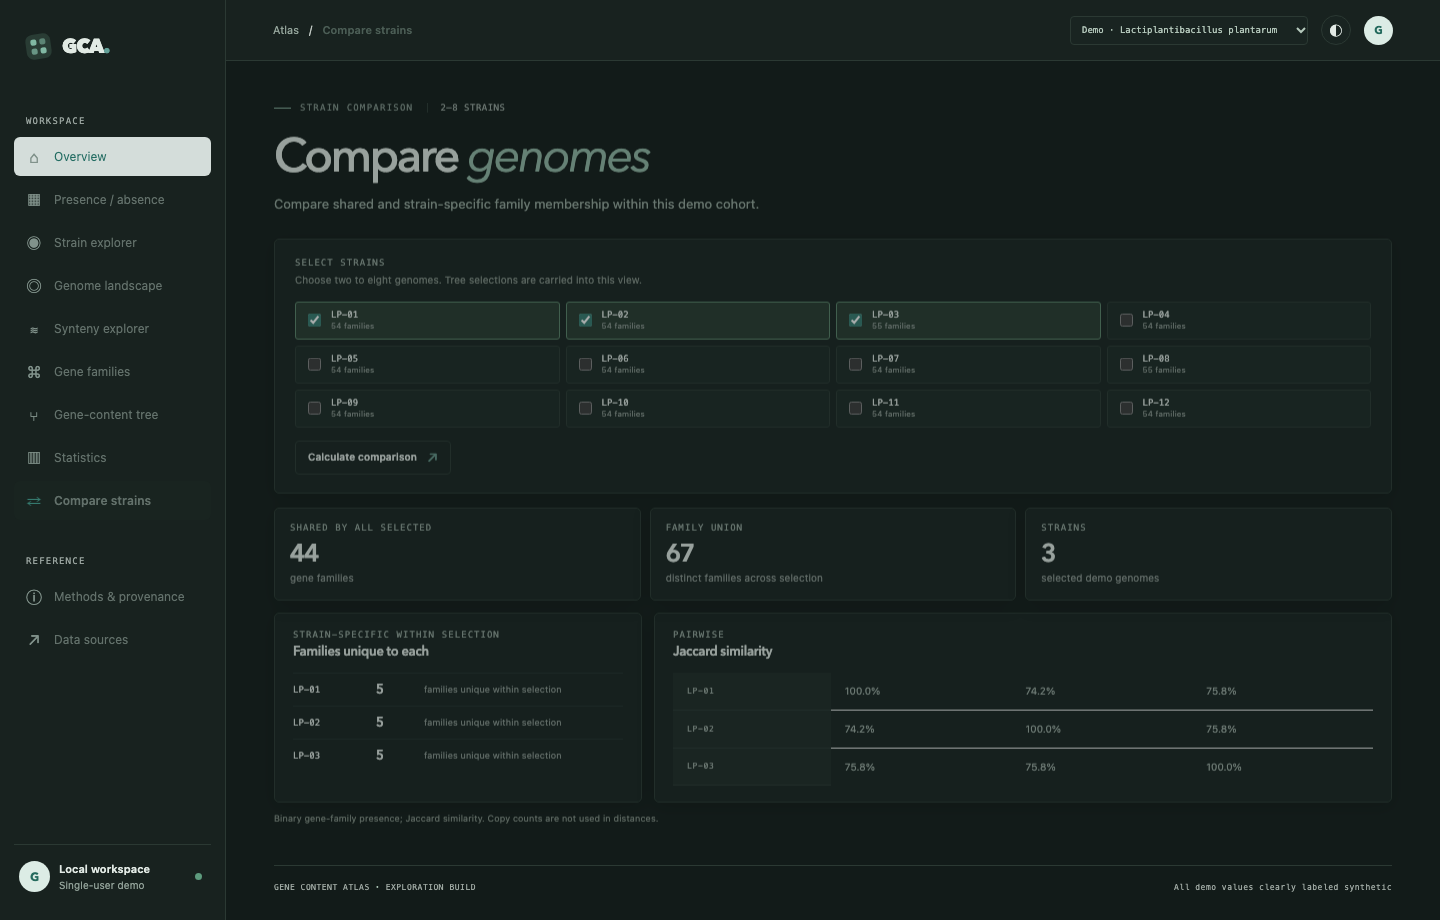 GCA.
WORKSPACE
Overview
Presence / absence
Strain explorer
Genome landscape
Synteny explorer
Gene families
Gene-content tree
Statistics
Compare strains
REFERENCE
Methods & provenance
Data sources
G
Local workspace
Single-user demo
Atlas / Compare strains
Demo · Lactiplantibacillus plantarum
G
STRAIN COMPARISON | 2–8 STRAINS
Compare genomes
Compare shared and strain-specific family membership within this demo cohort.
SELECT STRAINS
Choose two to eight genomes. Tree selections are carried into this view.
LP-01
54 families
LP-02
54 families
LP-03
55 families
LP-04
54 families
LP-05
54 families
LP-06
54 families
LP-07
54 families
LP-08
55 families
LP-09
54 families
LP-10
54 families
LP-11
54 families
LP-12
54 families
Calculate comparison
SHARED BY ALL SELECTED
44
gene families
FAMILY UNION
67
distinct families across selection
STRAINS
3
selected demo genomes
STRAIN-SPECIFIC WITHIN SELECTION
Families unique to each
LP-01 5 families unique within selection
LP-02 5 families unique within selection
LP-03 5 families unique within selection
PAIRWISE
Jaccard similarity
LP-01 100.0% 74.2% 75.8%
LP-02 74.2% 100.0% 75.8%
LP-03 75.8% 75.8% 100.0%
Binary gene-family presence; Jaccard similarity. Copy counts are not used in distances.
GENE CONTENT ATLAS · EXPLORATION BUILD
All demo values clearly labeled synthetic